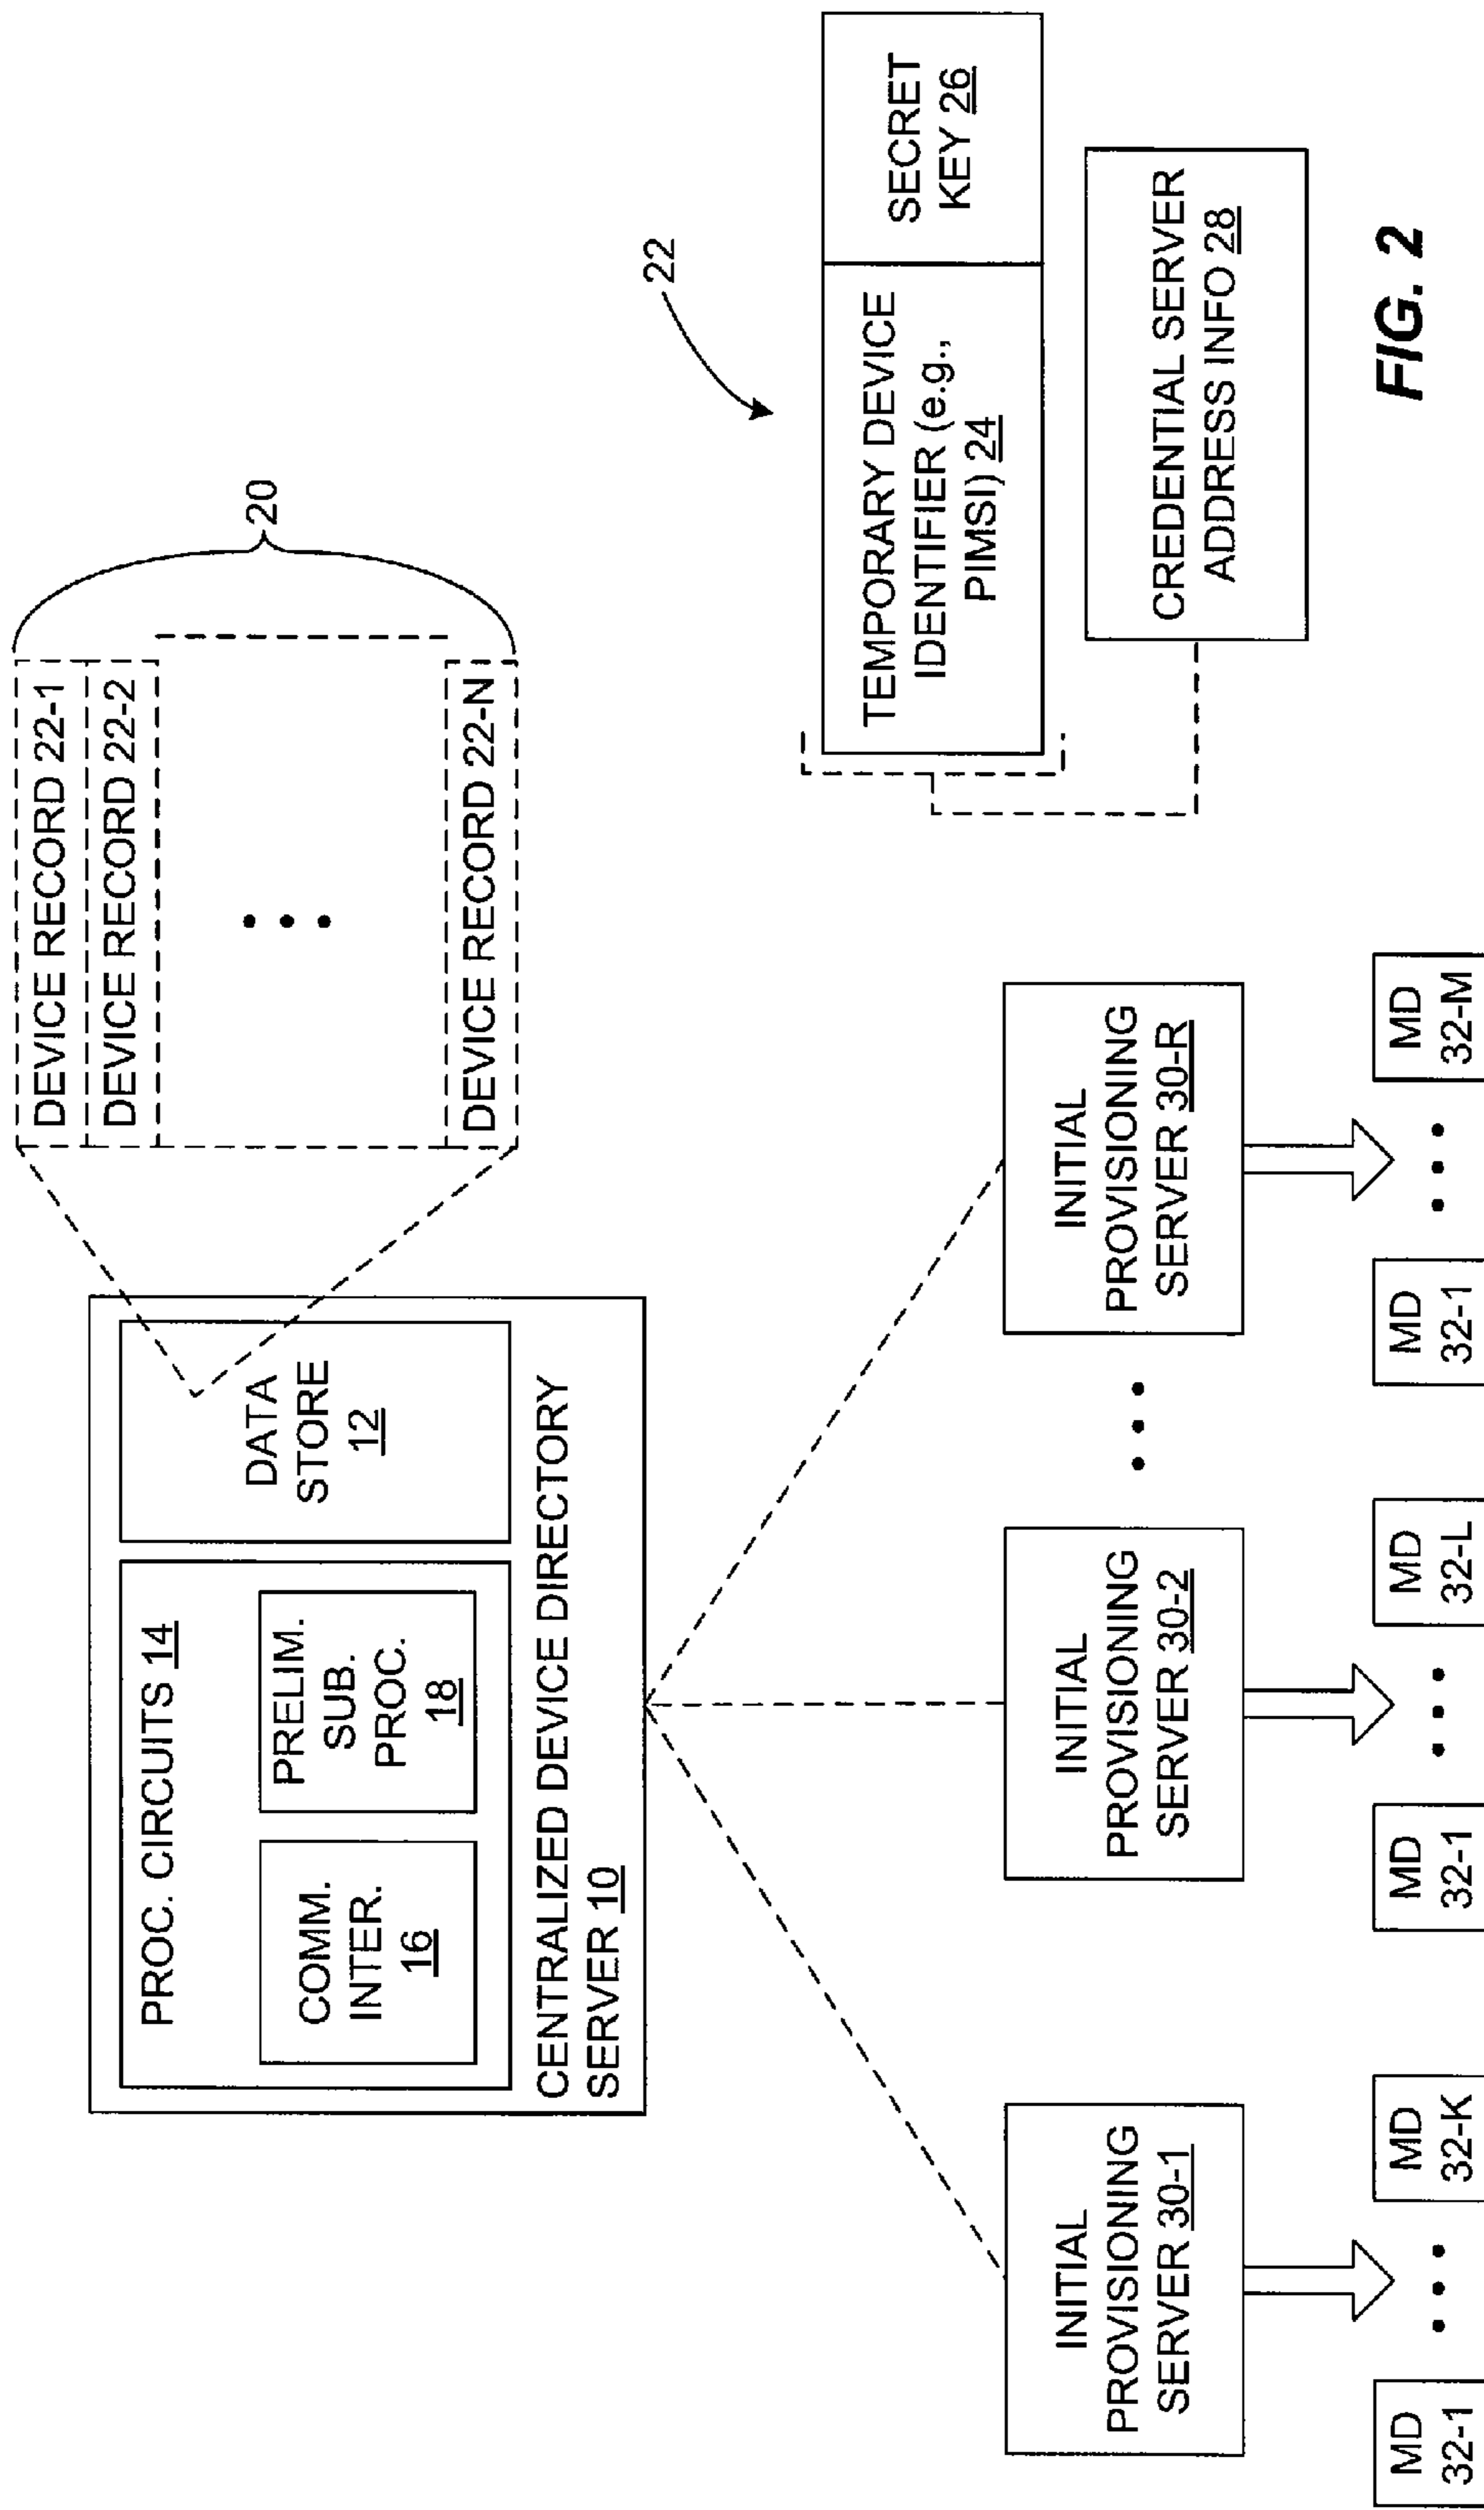 PROC. CIRCUITS 14
COMM.
INTER.
16
PRELIM.
SUB.
PROC.
18
DATA
STORE
12
CENTRALIZED DEVICE DIRECTORY
SERVER 10
DEVICE RECORD 22-1
DEVICE RECORD 22-2
DEVICE RECORD 22-N
20
INITIAL
PROVISIONING
SERVER 30-1
INITIAL
PROVISIONING
SERVER 30-2
INITIAL
PROVISIONING
SERVER 30-R
MD
32-1
MD
32-K
MD
32-1
MD
32-L
MD
32-1
MD
32-M
22
TEMPORARY DEVICE
IDENTIFIER (e.g.,
PIMSI) 24
SECRET
KEY 26
CREDENTIAL SERVER
ADDRESS INFO 28
FIG. 2